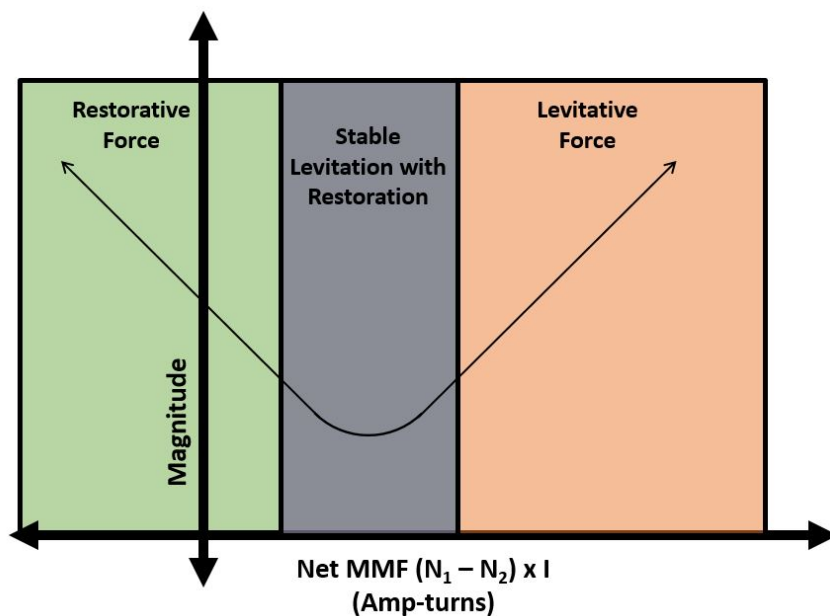 Restorative
Force
Stable
Levitation with
Restoration
Levitative
Force
Magnitude
Net MMF (N₁ – N₂) x I
(Amp-turns)